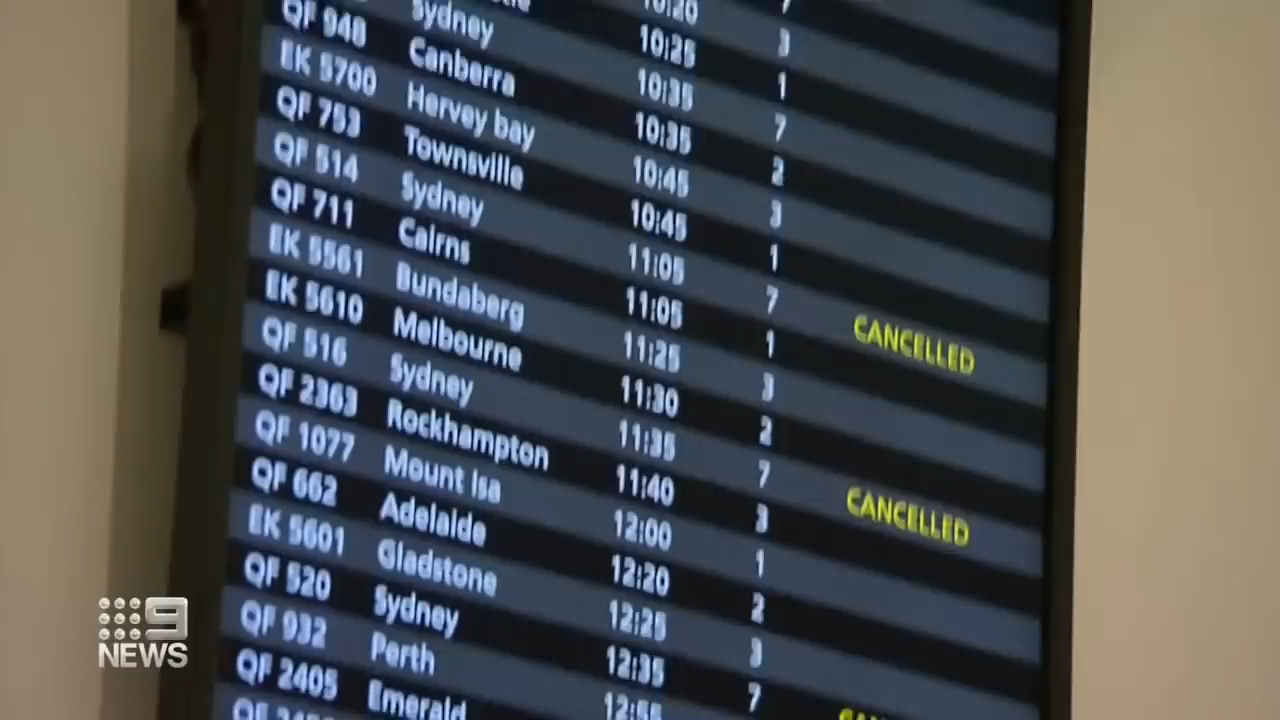 Sydney 10:25 3
QF 948 Canberra 10:35 1
EK 5700 Hervey bay 10:35 7
QF 753 Townsville 10:45 2
QF 514 Sydney 10:45 3
QF 711 Cairns 11:05 1
EK 5561 Bundaberg 11:05 7 CANCELLED
EK 5610 Melbourne 11:25 1
QF 516 Sydney 11:30 3
QF 2363 Rockhampton 11:35 2
QF 1077 Mount Isa 11:40 7 CANCELLED
QF 662 Adelaide 12:00 3
EK 5601 Gladstone 12:20 1
QF 520 Sydney 12:25 2
QF 932 Perth 12:35 3
QF 2405 Emerald 12:55 7
9
NEWS